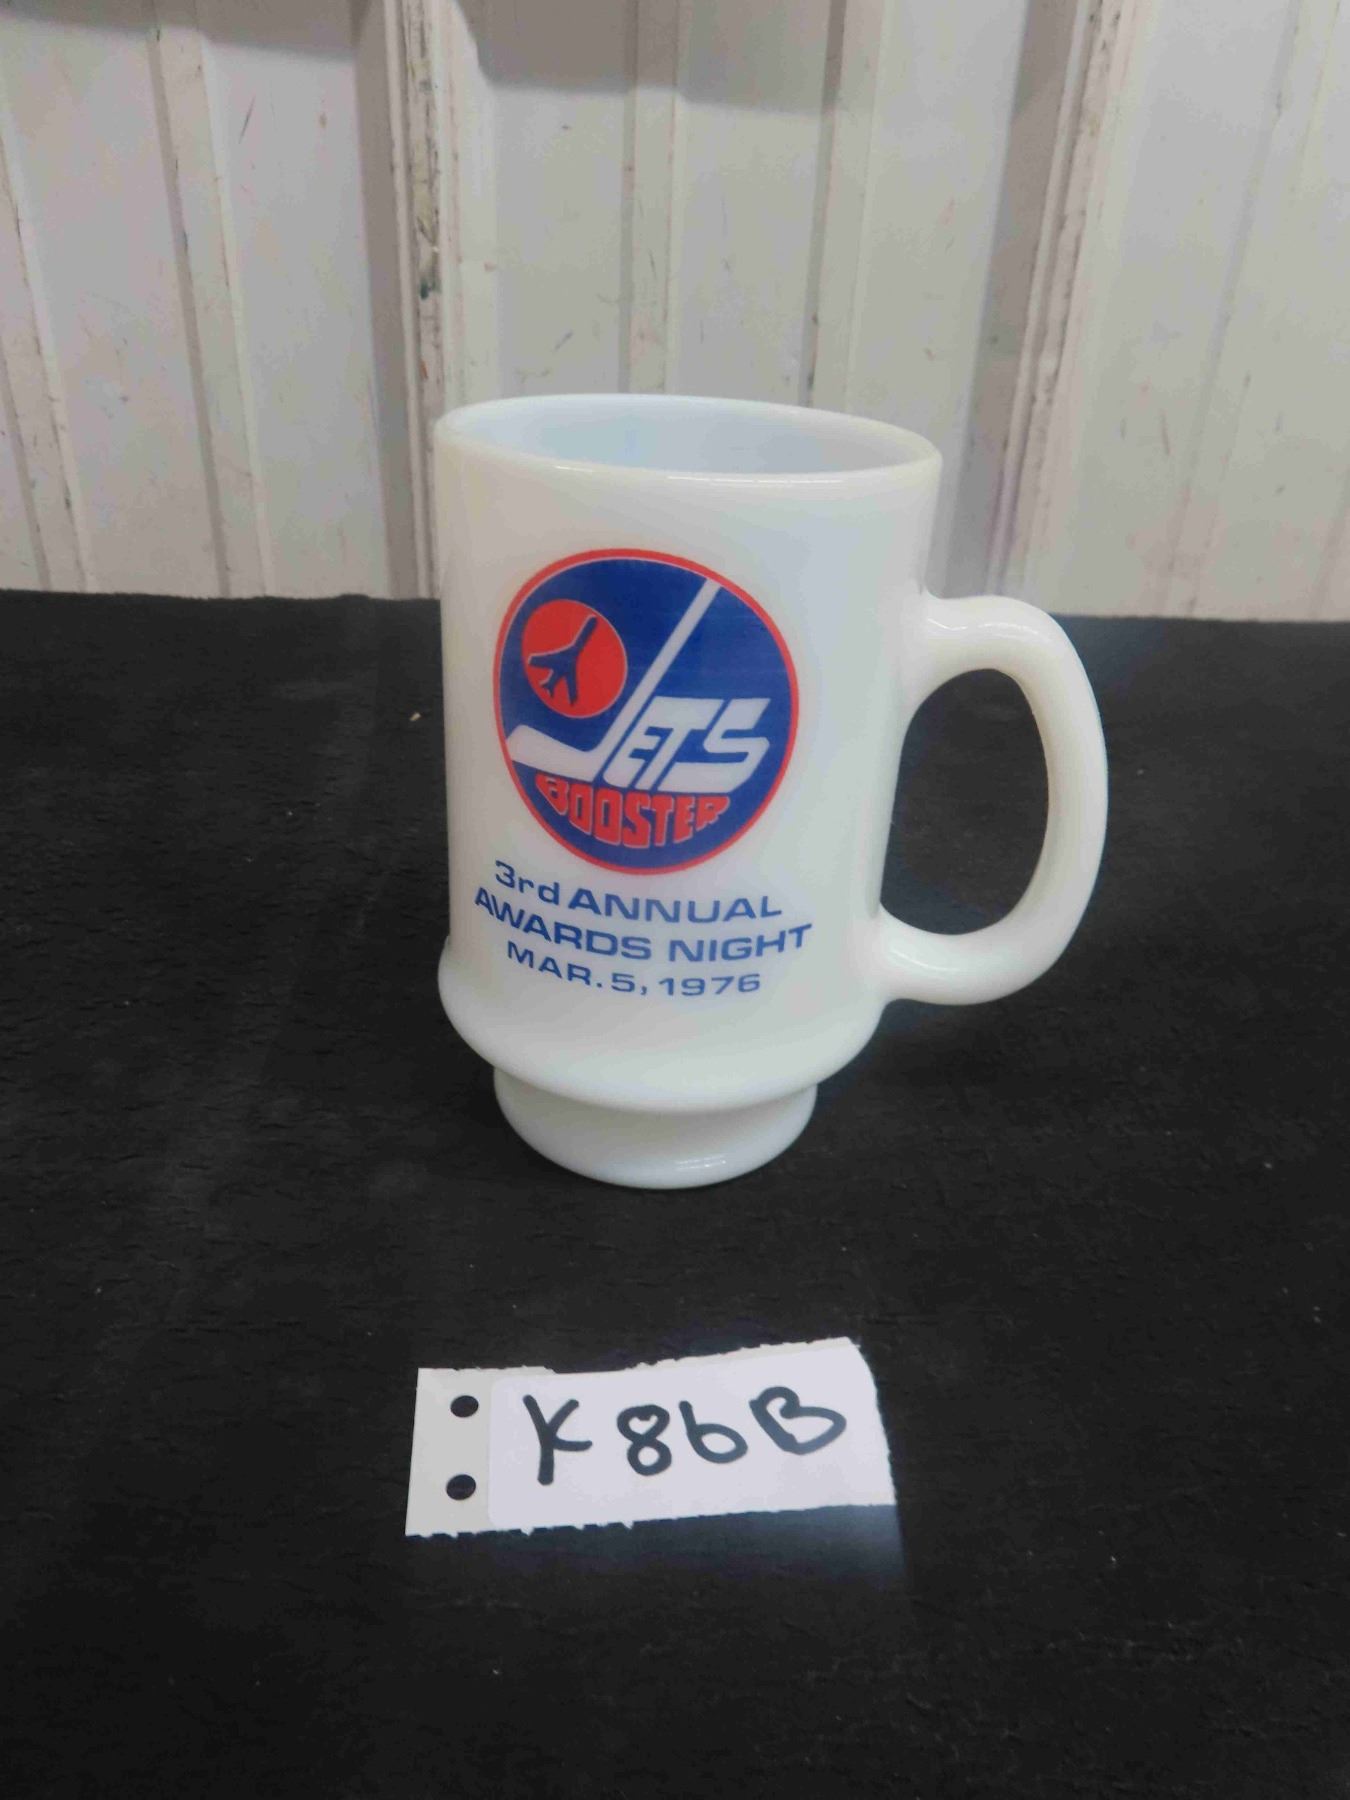 JETS
BOOSTER
3rd ANNUAL
AWARDS NIGHT
MAR. 5, 1976
K86B